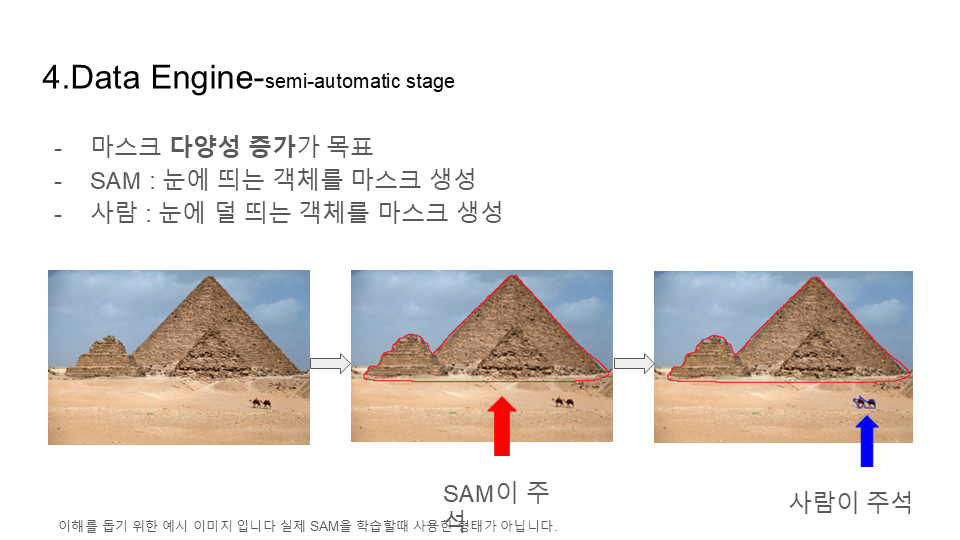 4.Data Engine-semi-automatic stage
- 마스크 다양성 증가가 목표
- SAM : 눈에 띄는 객체를 마스크 생성
- 사람 : 눈에 덜 띄는 객체를 마스크 생성
SAM이 주
석
사람이 주석
이해를 돕기 위한 예시 이미지 입니다 실제 SAM을 학습할때 사용한 형태가 아닙니다.